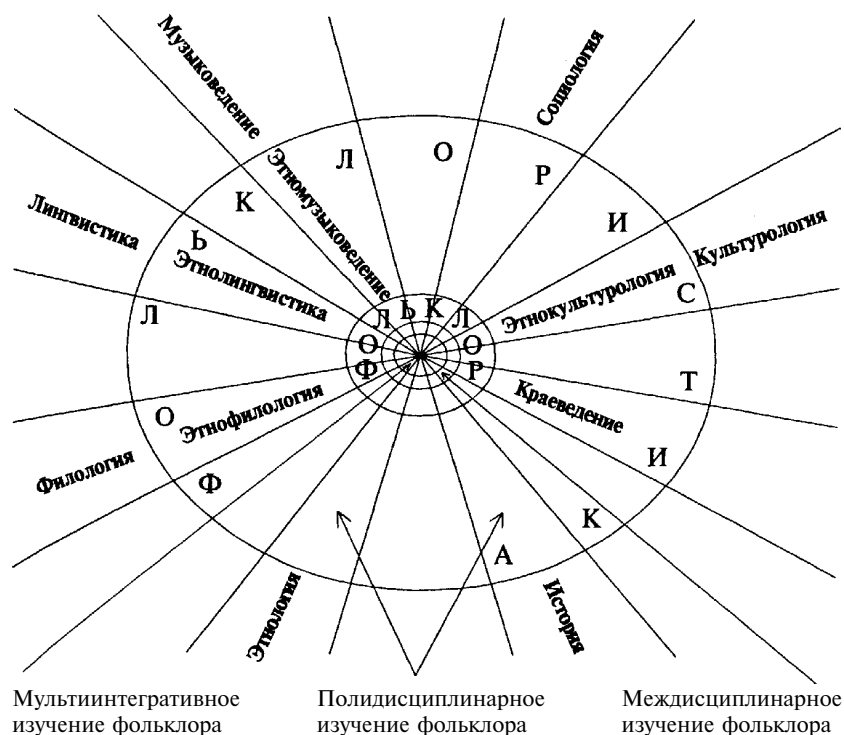 Музыковедение
Социология
Этномузыковедение
Лингвистика
Этнолингвистика
Культурология
Этнокультурология
Ф О Л Ь К Л О Р И С Т И К А
Ф О Л Ь К Л О Р
Краеведение
Этнофилология
Филология
Этнология
История
Мультиинтегративное
изучение фольклора
Полидисциплинарное
изучение фольклора
Междисциплинарное
изучение фольклора